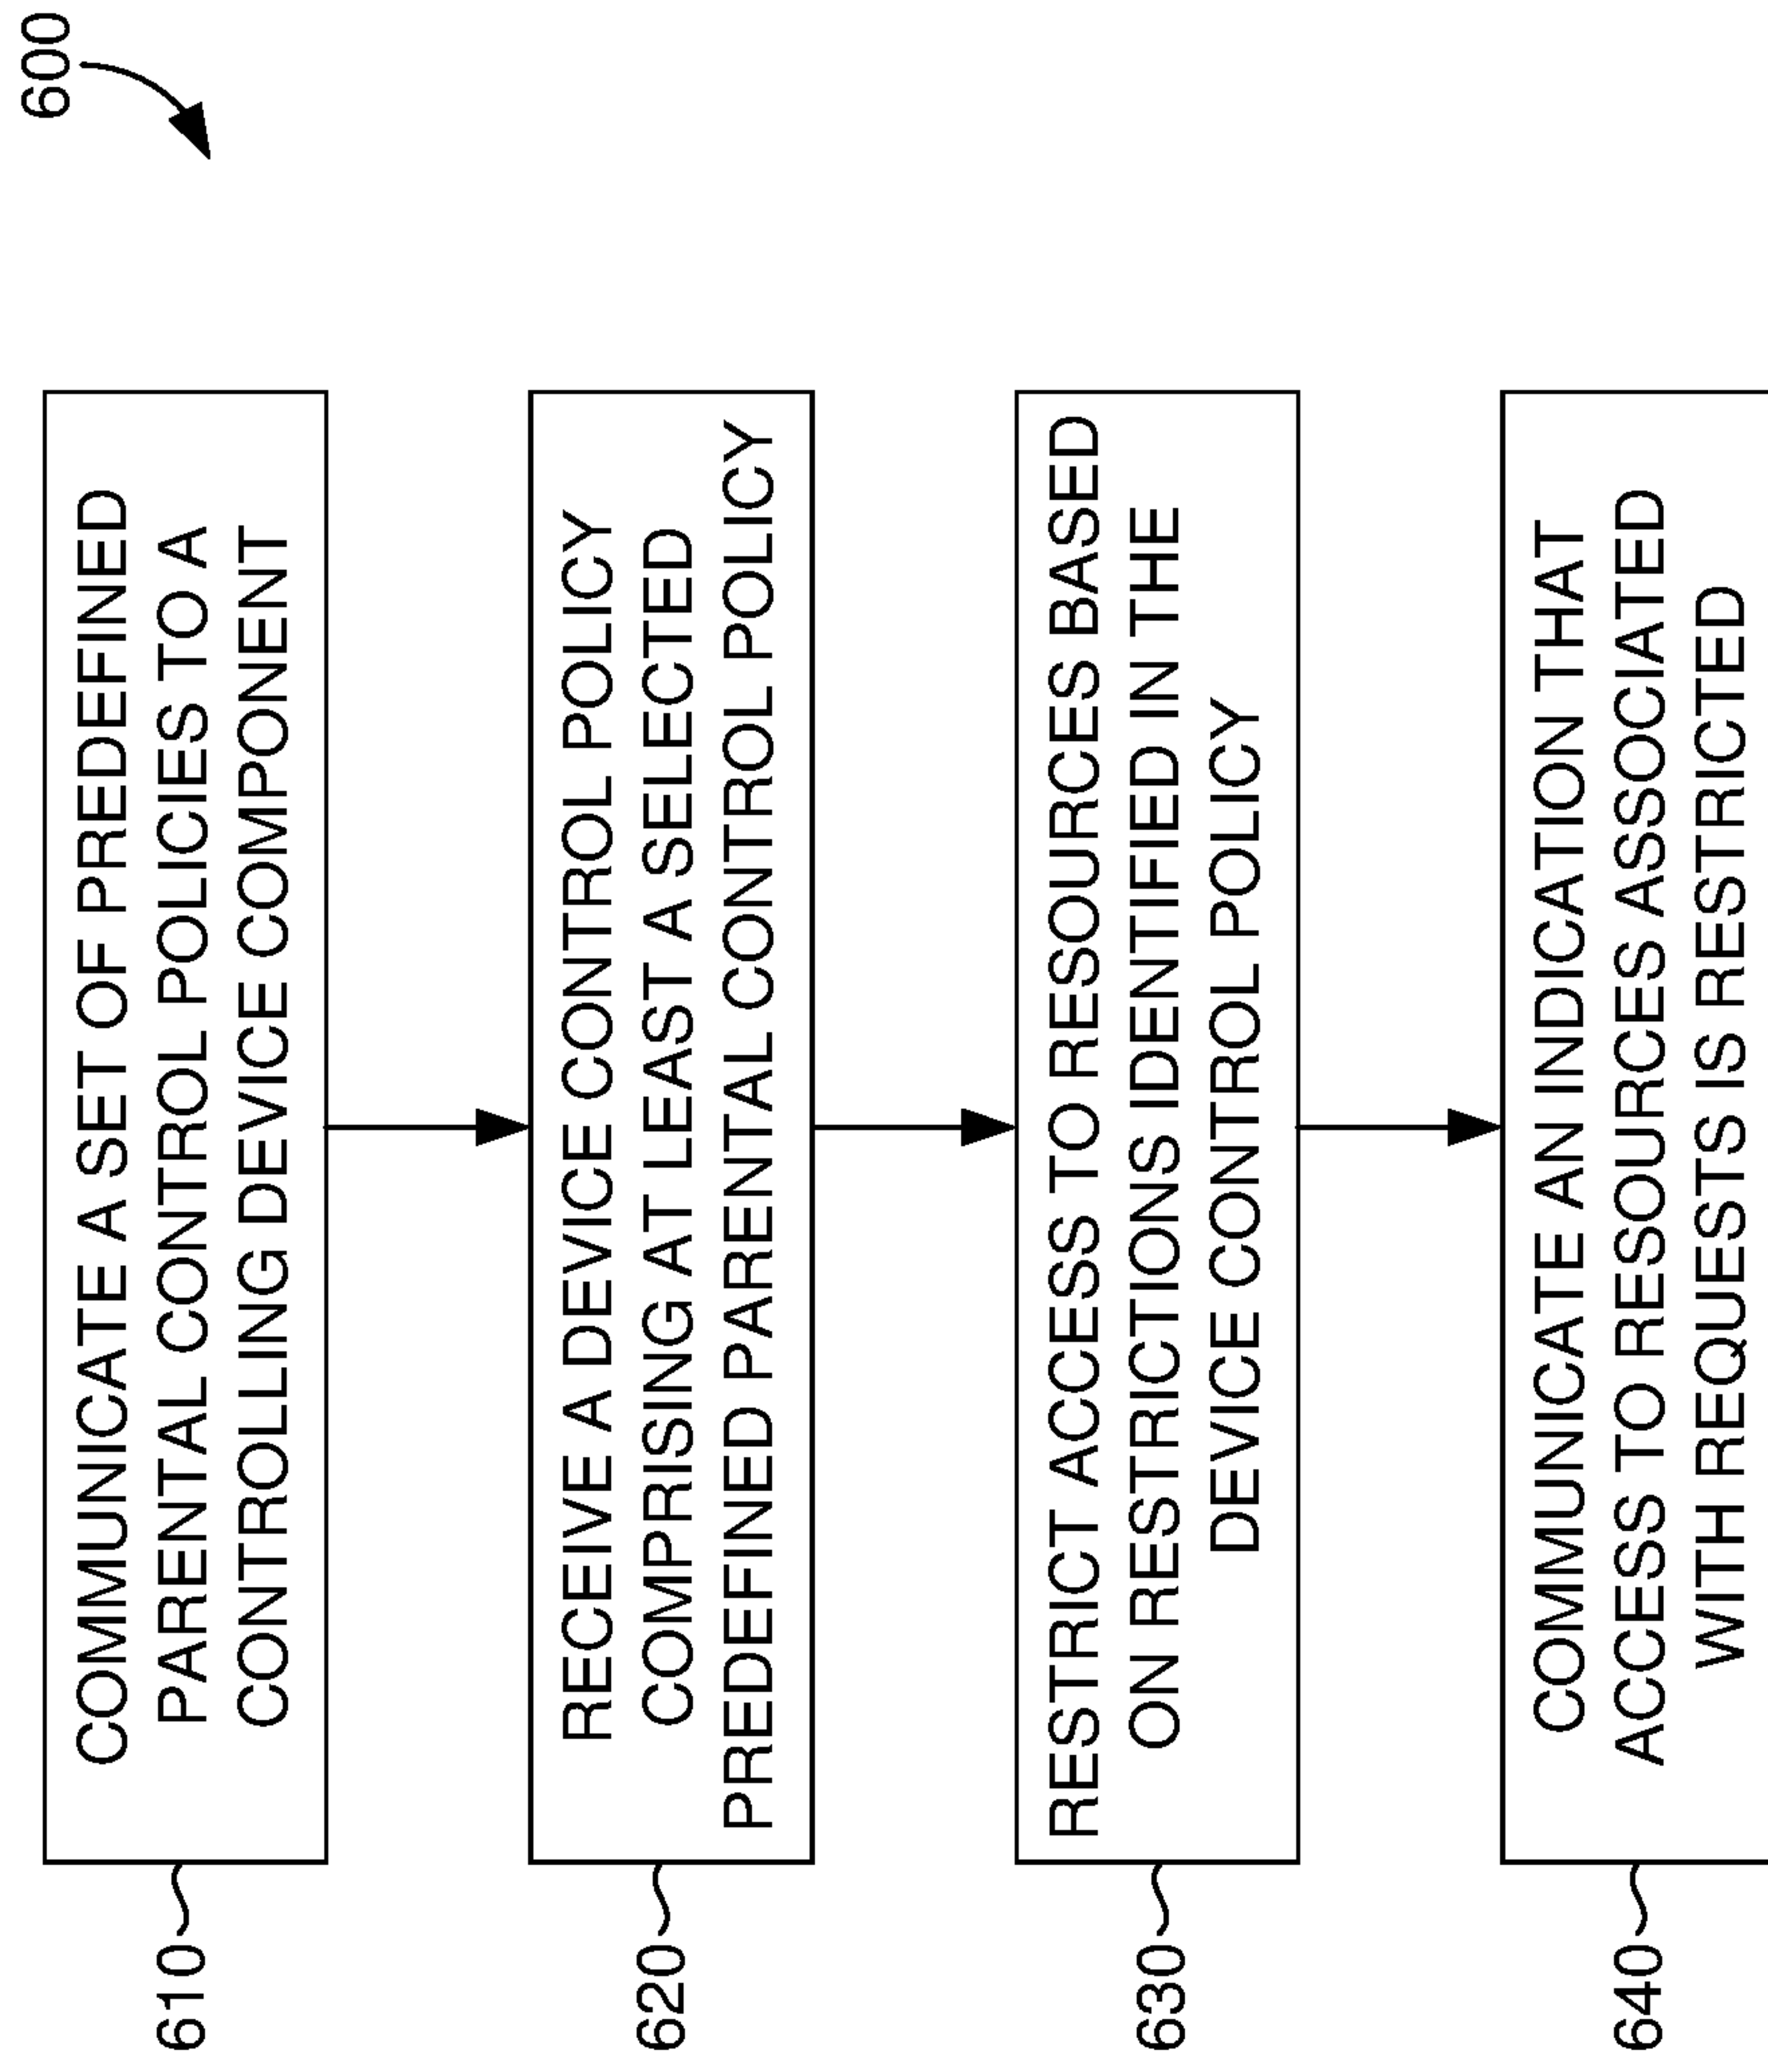 600
610
COMMUNICATE A SET OF PREDEFINED
PARENTAL CONTROL POLICIES TO A
CONTROLLING DEVICE COMPONENT
620
RECEIVE A DEVICE CONTROL POLICY
COMPRISING AT LEAST A SELECTED
PREDEFINED PARENTAL CONTROL POLICY
630
RESTRICT ACCESS TO RESOURCES BASED
ON RESTRICTIONS IDENTIFIED IN THE
DEVICE CONTROL POLICY
640
COMMUNICATE AN INDICATION THAT
ACCESS TO RESOURCES ASSOCIATED
WITH REQUESTS IS RESTRICTED